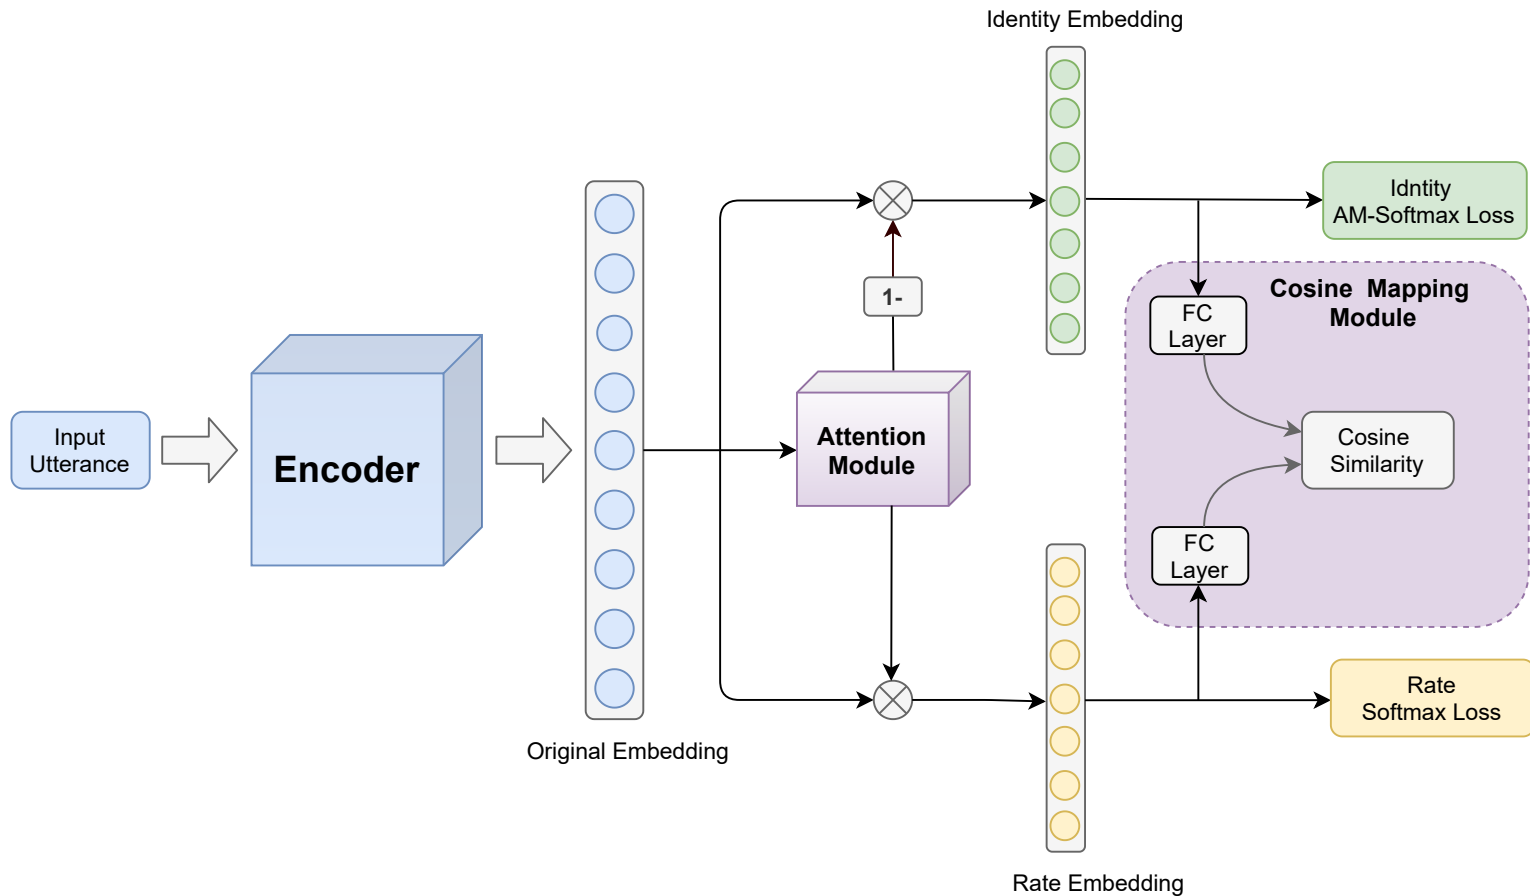 Identity Embedding
Idntity
AM-Softmax Loss
1-
Cosine Mapping
Module
FC
Layer
Input
Utterance
Encoder
Attention
Module
Cosine
Similarity
FC
Layer
Original Embedding
Rate
Softmax Loss
Rate Embedding